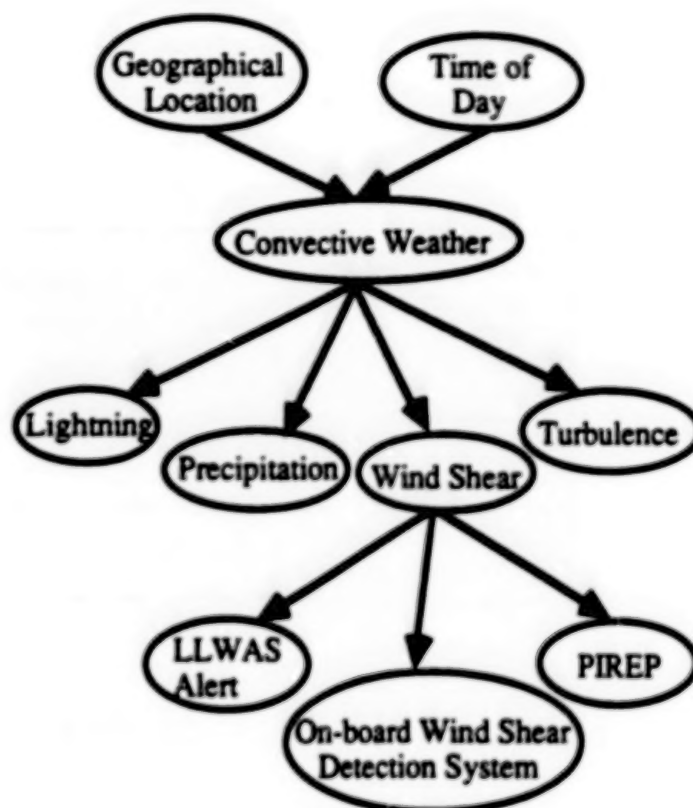 Geographical
Location
Time of
Day
Convective Weather
Lightning
Precipitation
Wind Shear
Turbulence
LLWAS
Alert
On-board Wind Shear
Detection System
PIREP